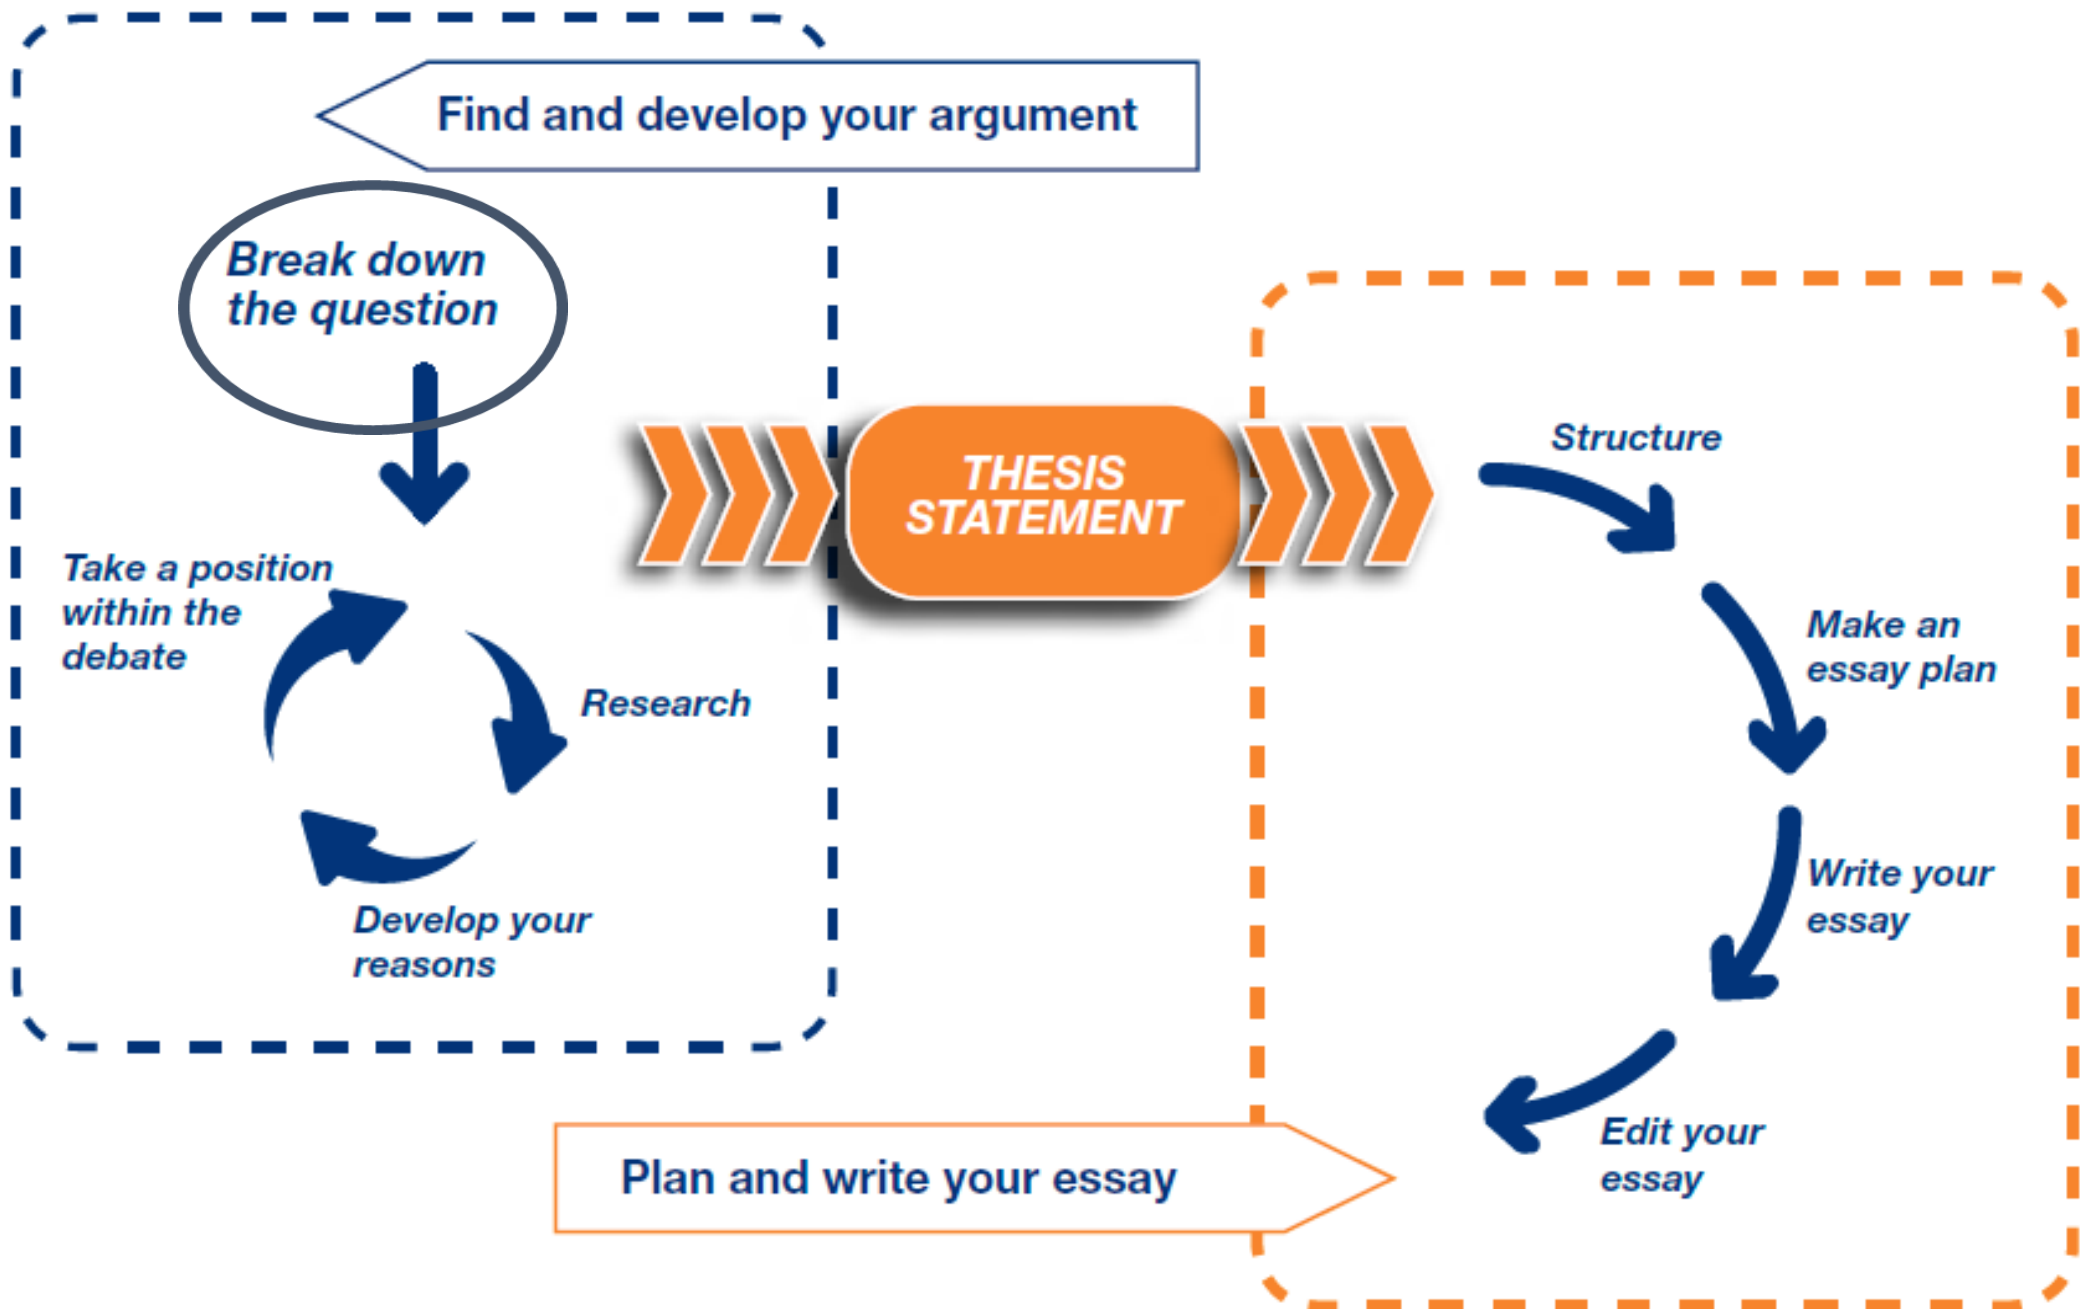 Find and develop your argument
Break down
the question
Take a position
within the
debate
Research
Develop your
reasons
THESIS
STATEMENT
Structure
Make an
essay plan
Write your
essay
Edit your
essay
Plan and write your essay